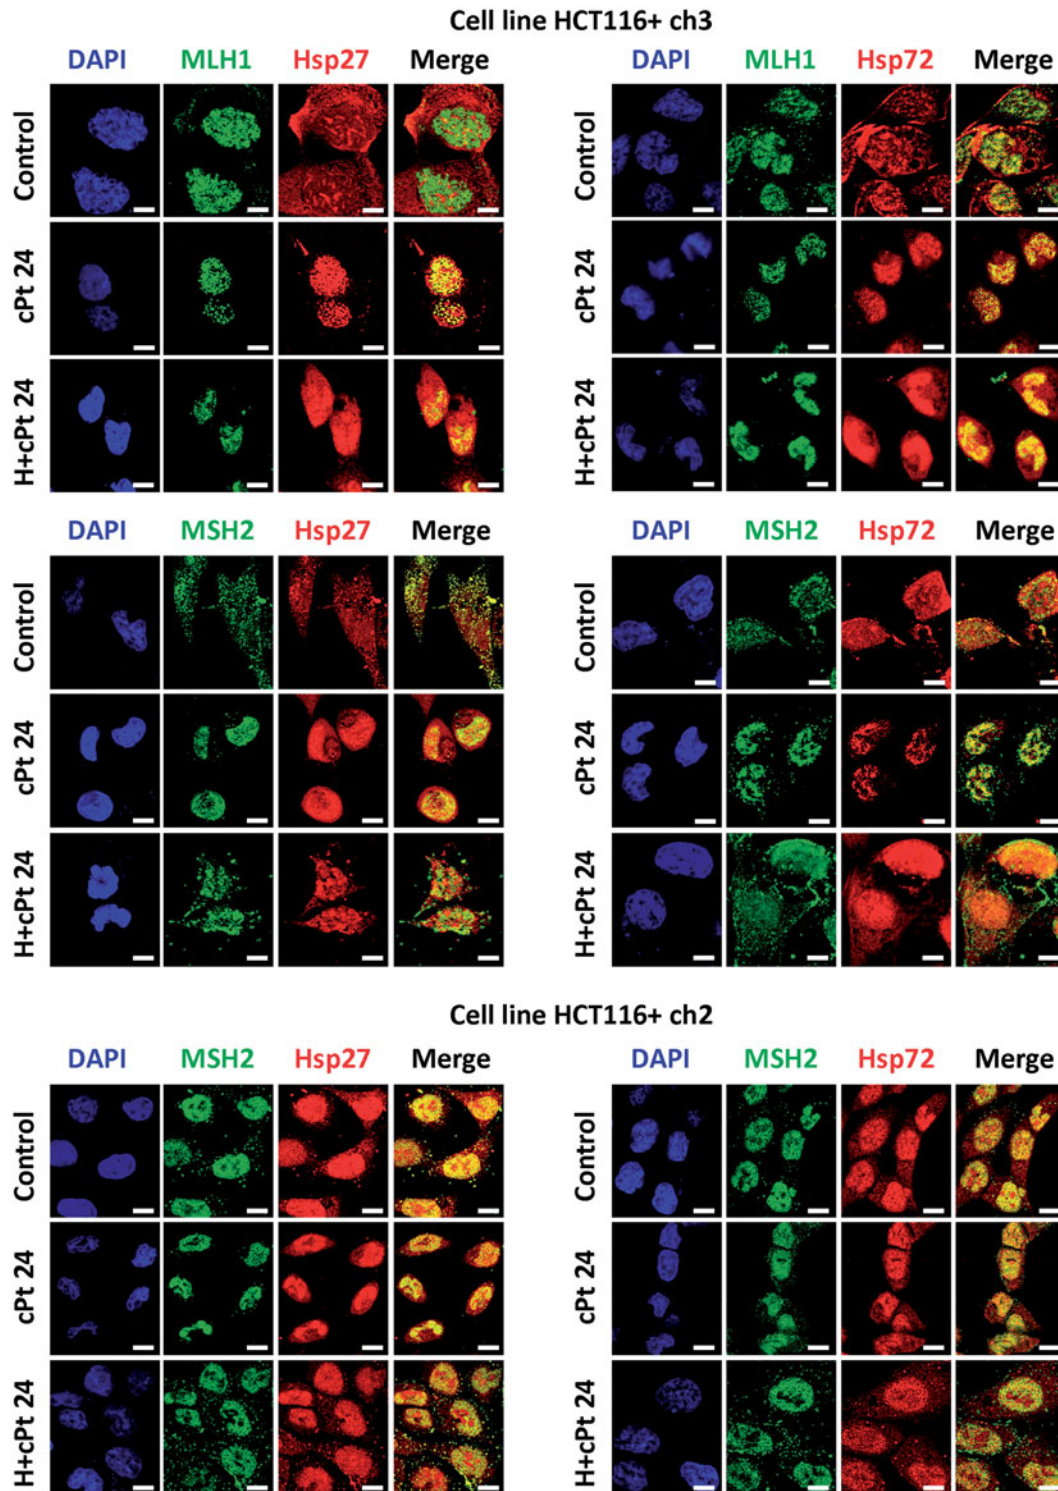 Cell line HCT116+ ch3
DAPI MLH1 Hsp27 Merge
Control
cPt 24
H+cPt 24
DAPI MLH1 Hsp72 Merge
Control
cPt 24
H+cPt 24
DAPI MSH2 Hsp27 Merge
Control
cPt 24
H+cPt 24
DAPI MSH2 Hsp72 Merge
Control
cPt 24
H+cPt 24
Cell line HCT116+ ch2
DAPI MSH2 Hsp27 Merge
Control
cPt 24
H+cPt 24
DAPI MSH2 Hsp72 Merge
Control
cPt 24
H+cPt 24